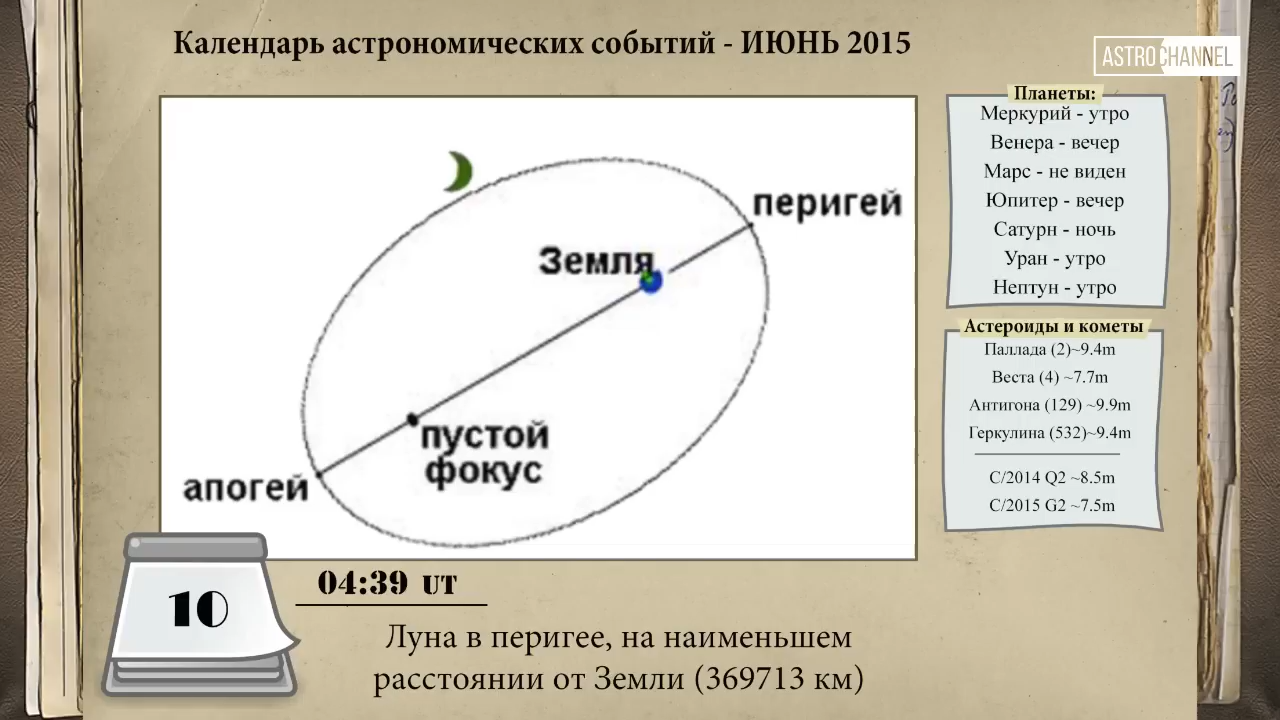 Календарь астрономических событий - ИЮНЬ 2015
ASTROCHANNEL
перигей
Земля
пустой
фокус
апогей
Планеты:
Меркурий - утро
Венера - вечер
Марс - не виден
Юпитер - вечер
Сатурн - ночь
Уран - утро
Нептун - утро
Астероиды и кометы
Паллада (2)~9.4m
Веста (4) ~7.7m
Антигона (129) ~9.9m
Геркулина (532)~9.4m
C/2014 Q2 ~8.5m
C/2015 G2 ~7.5m
10
04:39 UT
Луна в перигее, на наименьшем
расстоянии от Земли (369713 км)